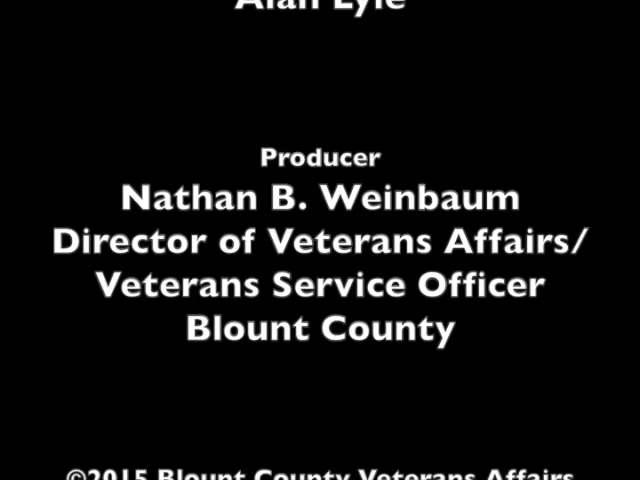 Alan Lyle
Producer
Nathan B. Weinbaum
Director of Veterans Affairs/
Veterans Service Officer
Blount County
©2015 Blount County Veterans Affairs